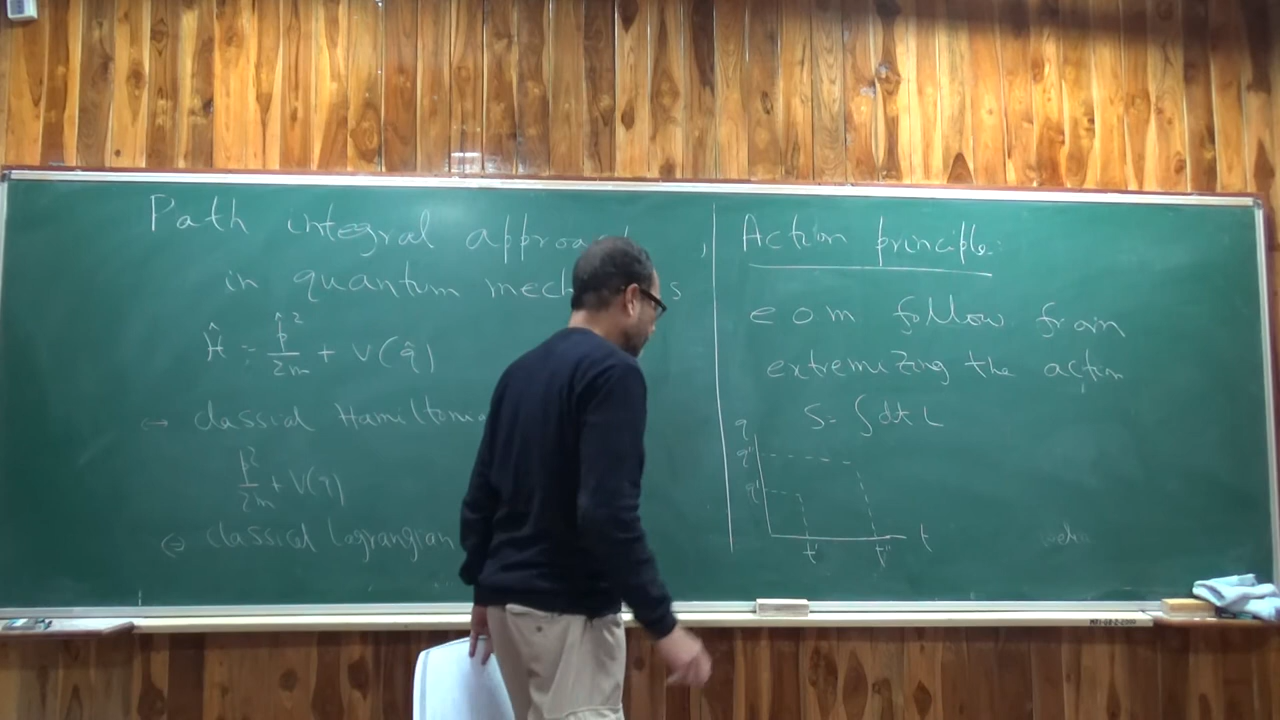 Path integral approa ,
in quantum mech s
Ĥ = p̂²/2m + V(q̂)
classical Hamiltonia
p²/2m + V(q)
classical Lagrangian
Action principle:
eom follow from
extremizing the action
S = ∫dt L
q
q''
q'
t' t'' t